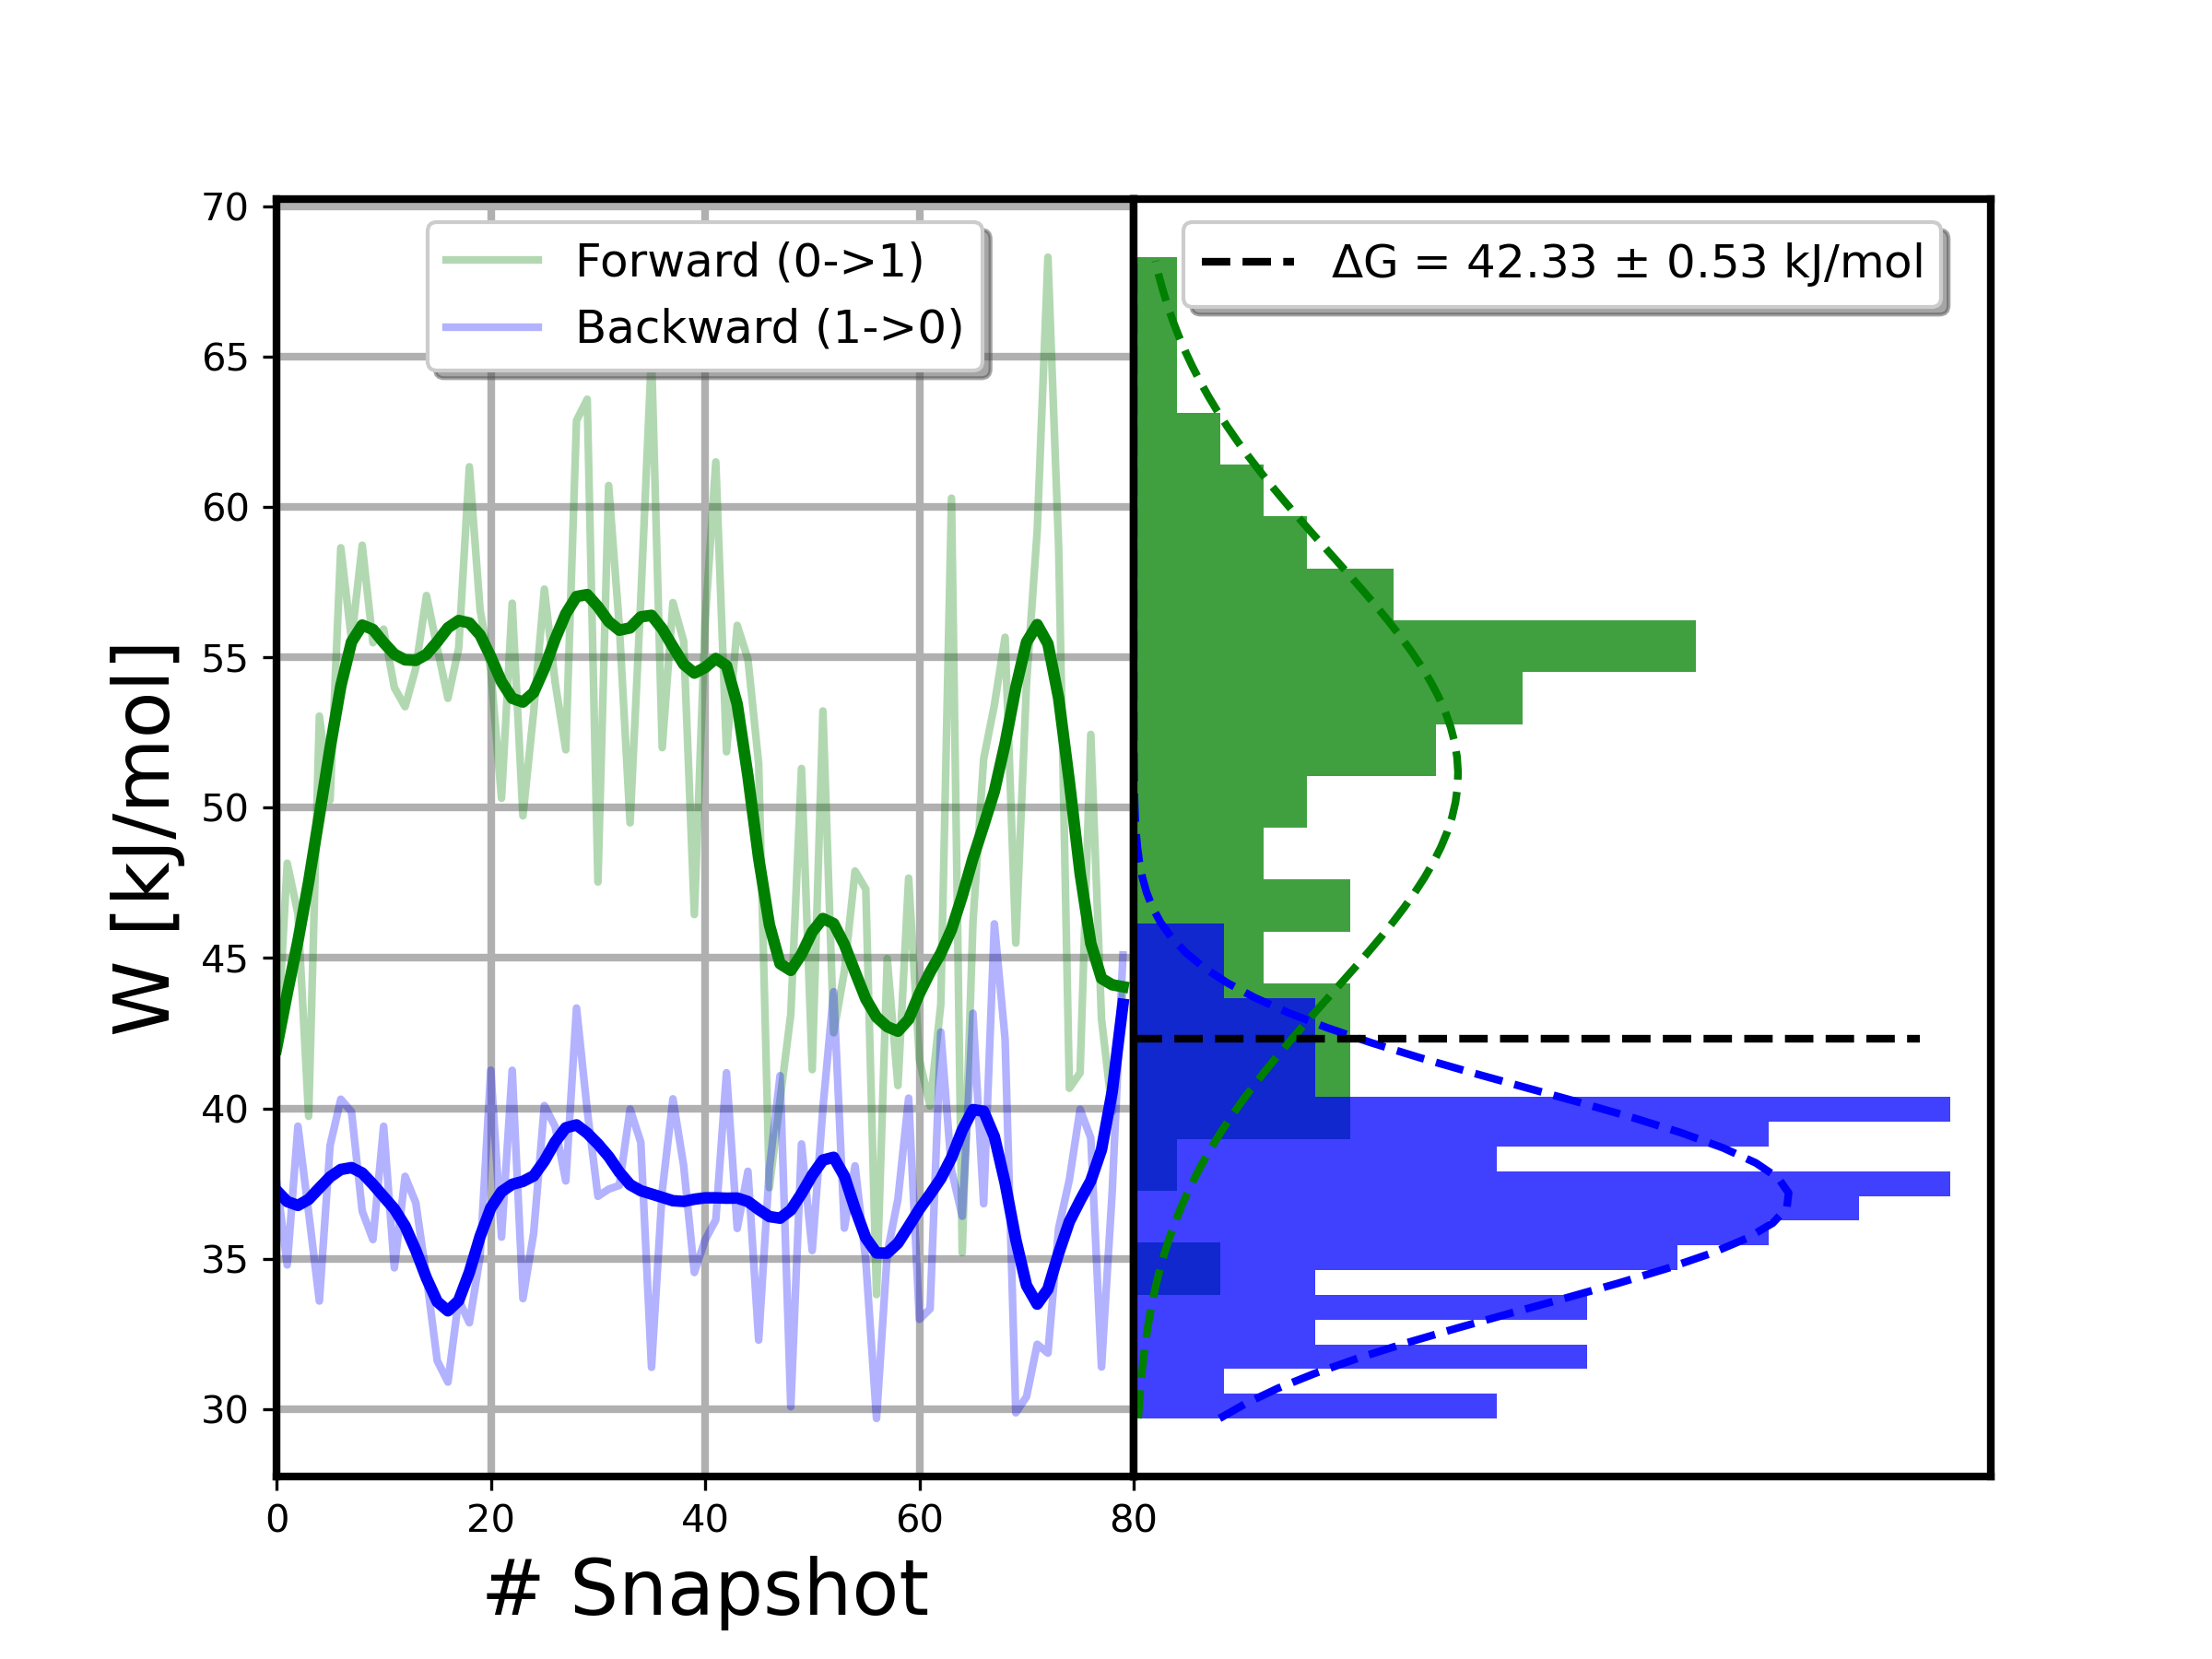 Forward (0->1)
Backward (1->0)
ΔG = 42.33 ± 0.53 kJ/mol
W [kJ/mol]
70
65
60
55
50
45
40
35
30
0 20 40 60 80
# Snapshot